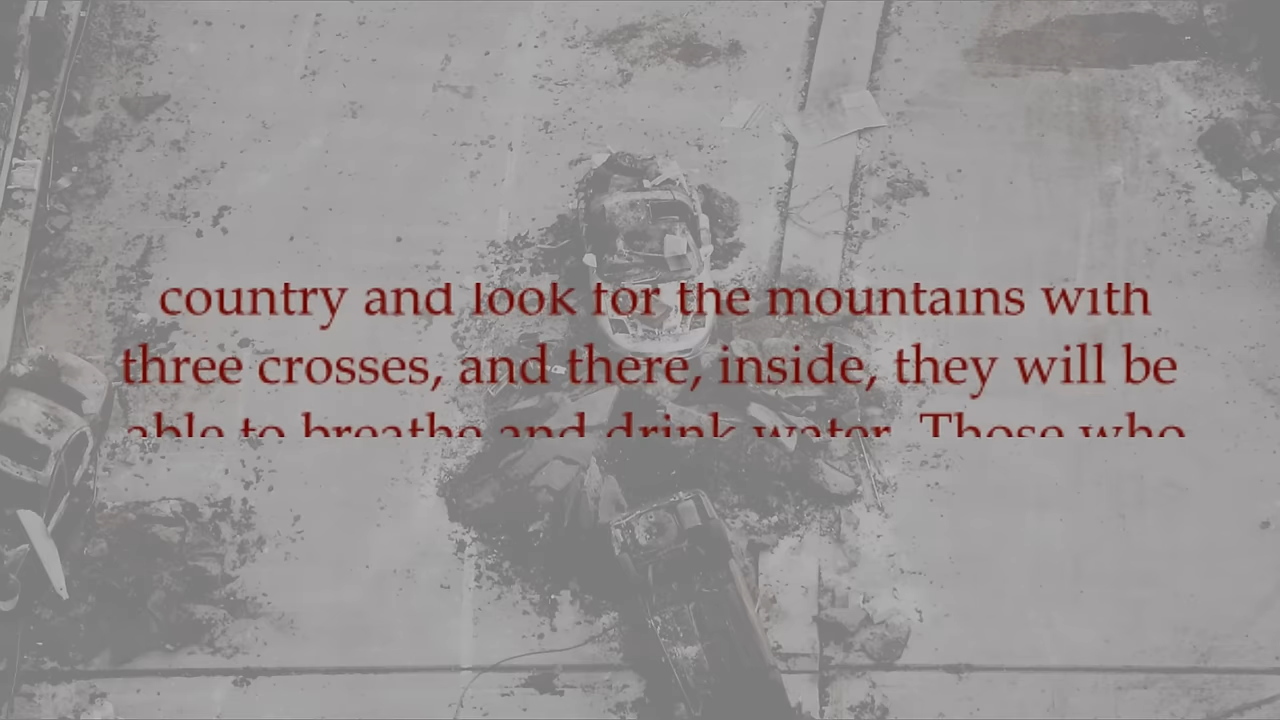 country and look for the mountains with
three crosses, and there, inside, they will be
able to breathe and drink water. Those who